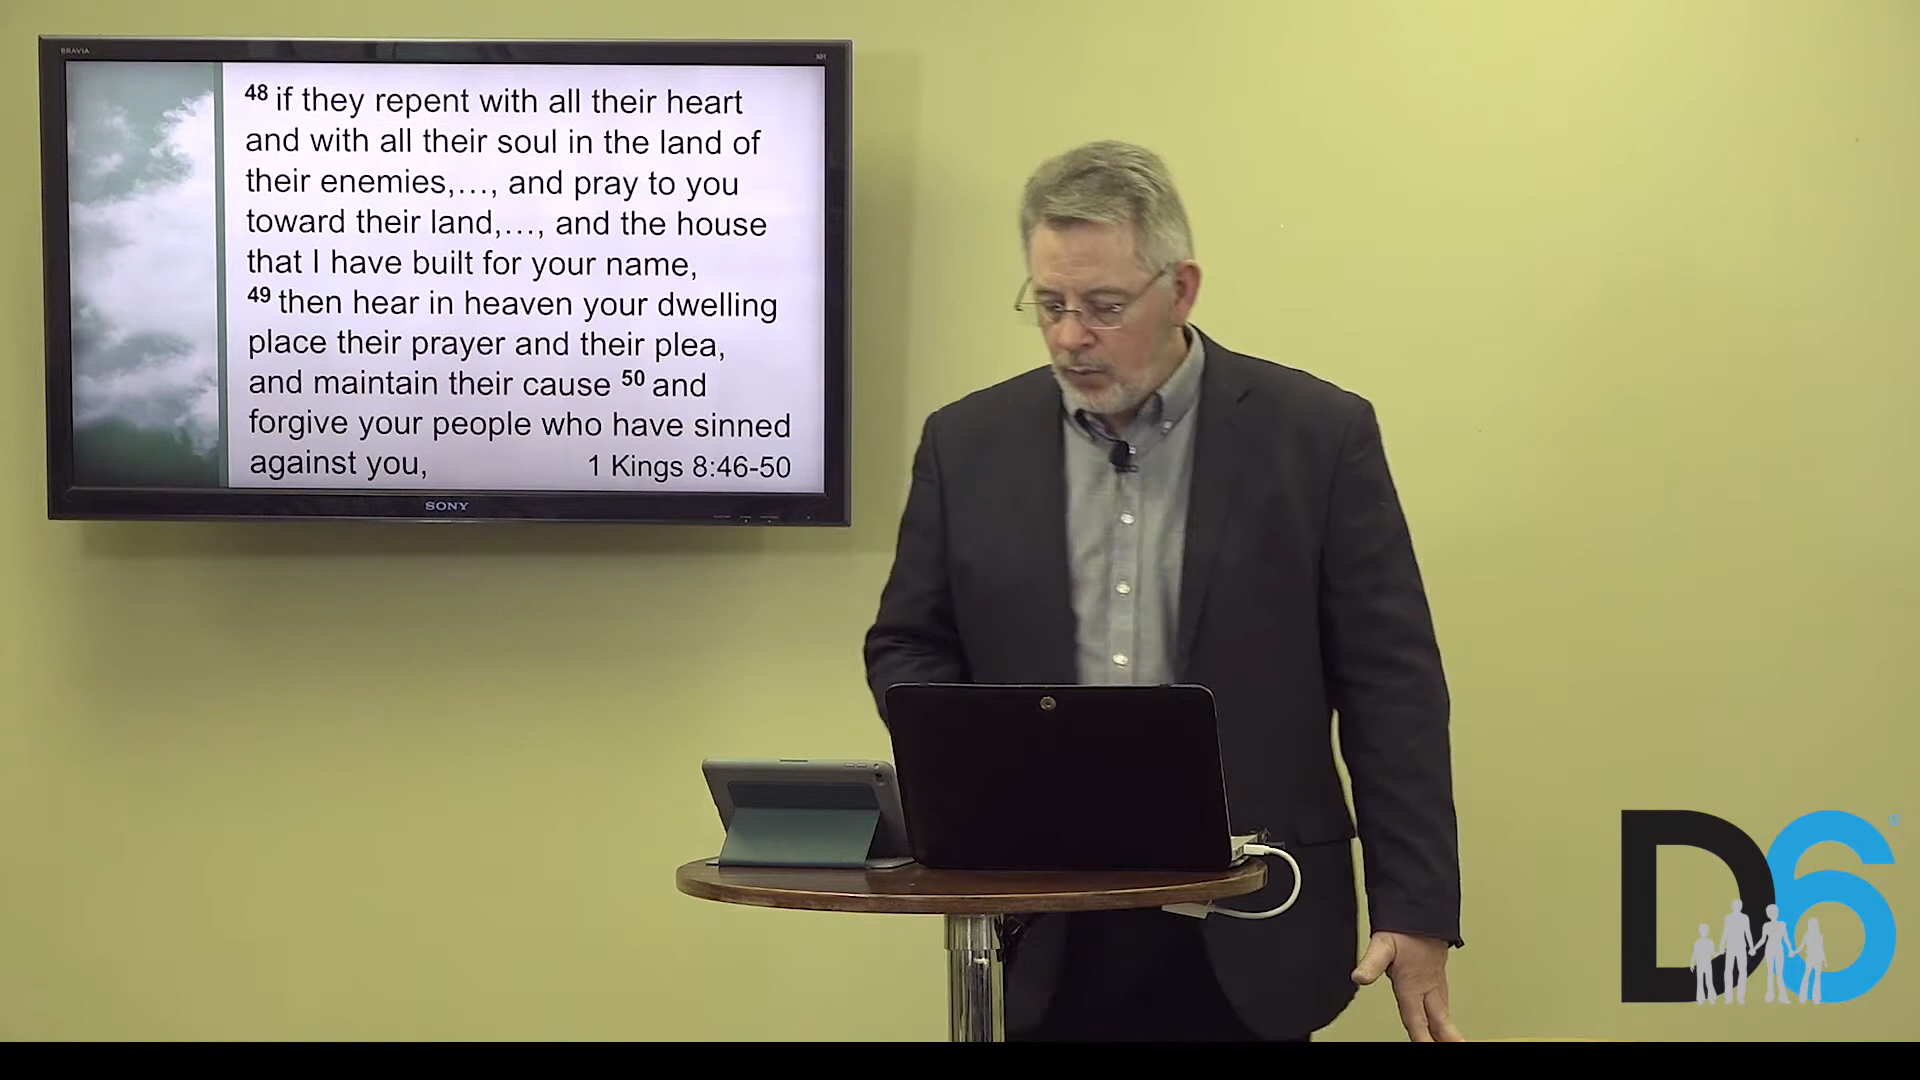 BRAVIA
48 if they repent with all their heart
and with all their soul in the land of
their enemies,…, and pray to you
toward their land,…, and the house
that I have built for your name,
49 then hear in heaven your dwelling
place their prayer and their plea,
and maintain their cause 50 and
forgive your people who have sinned
against you, 1 Kings 8:46-50
SONY
D6®